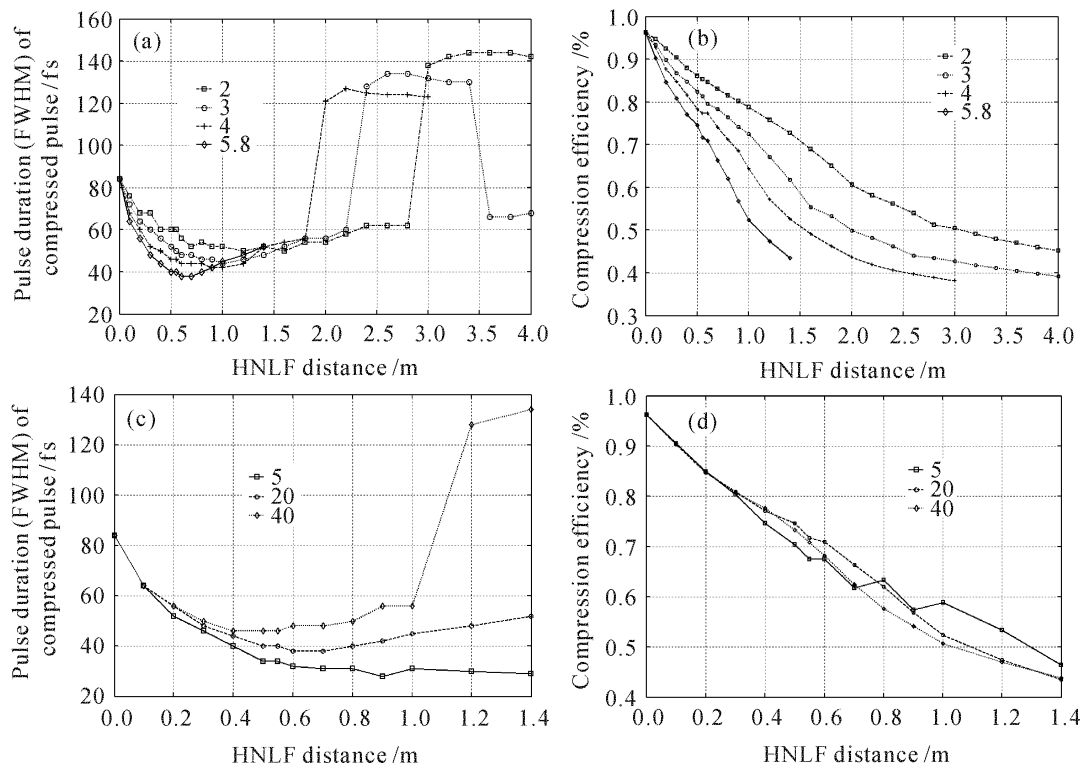 (a)
Pulse duration (FWHM) of
compressed pulse /fs
160
140
120
100
80
60
40
20
2
3
4
5.8
0.0 0.5 1.0 1.5 2.0 2.5 3.0 3.5 4.0
HNLF distance /m
(b)
Compression efficiency /%
1.0
0.9
0.8
0.7
0.6
0.5
0.4
0.3
2
3
4
5.8
0.0 0.5 1.0 1.5 2.0 2.5 3.0 3.5 4.0
HNLF distance /m
(c)
Pulse duration (FWHM) of
compressed pulse /fs
140
120
100
80
60
40
20
5
20
40
0.0 0.2 0.4 0.6 0.8 1.0 1.2 1.4
HNLF distance /m
(d)
Compression efficiency /%
1.0
0.9
0.8
0.7
0.6
0.5
0.4
5
20
40
0.0 0.2 0.4 0.6 0.8 1.0 1.2 1.4
HNLF distance /m